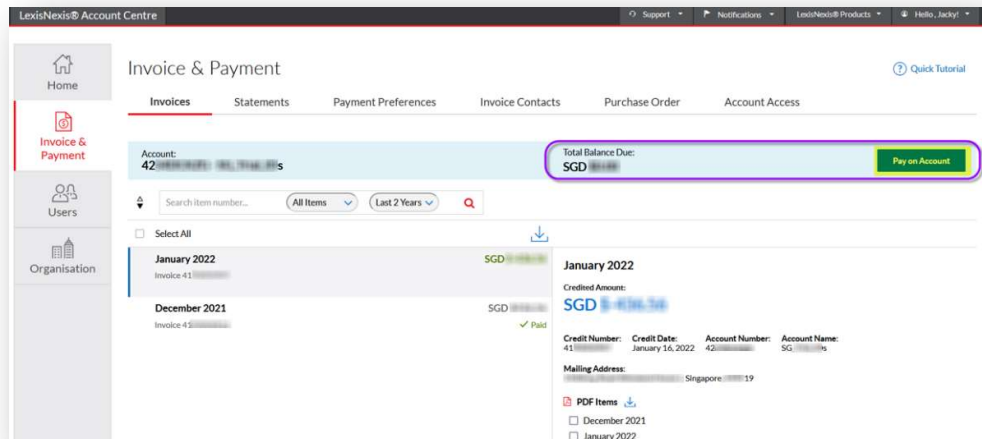 LexisNexis® Account Centre
Support
Notifications
LexisNexis® Products
Hello, Jacky!
Home
Invoice & Payment
Users
Organisation
Invoice & Payment
Quick Tutorial
Invoices
Statements
Payment Preferences
Invoice Contacts
Purchase Order
Account Access
Account:
42 s
Total Balance Due:
SGD
Pay on Account
Search item number...
All Items
Last 2 Years
Select All
January 2022
SGD
Invoice 41
December 2021
SGD
Invoice 41
Paid
January 2022
Credited Amount:
SGD
Credit Number:
Credit Date:
Account Number:
Account Name:
41
January 16, 2022
42
SG s
Mailing Address:
Singapore 19
PDF Items
December 2021
January 2022